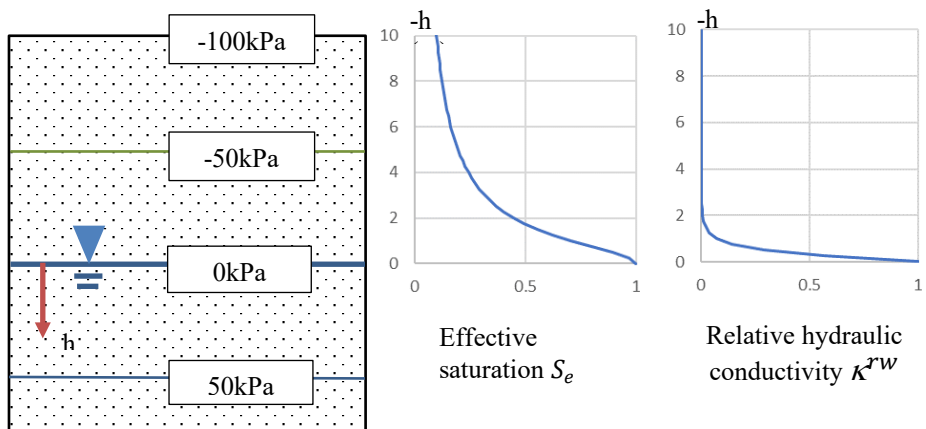 -100kPa
-50kPa
0kPa
h
50kPa
-h
10
8
6
4
2
0
0
0.5
1
Effective
saturation Sₑ
-h
10
8
6
4
2
0
0
0.5
1
Relative hydraulic
conductivity κʳʷ